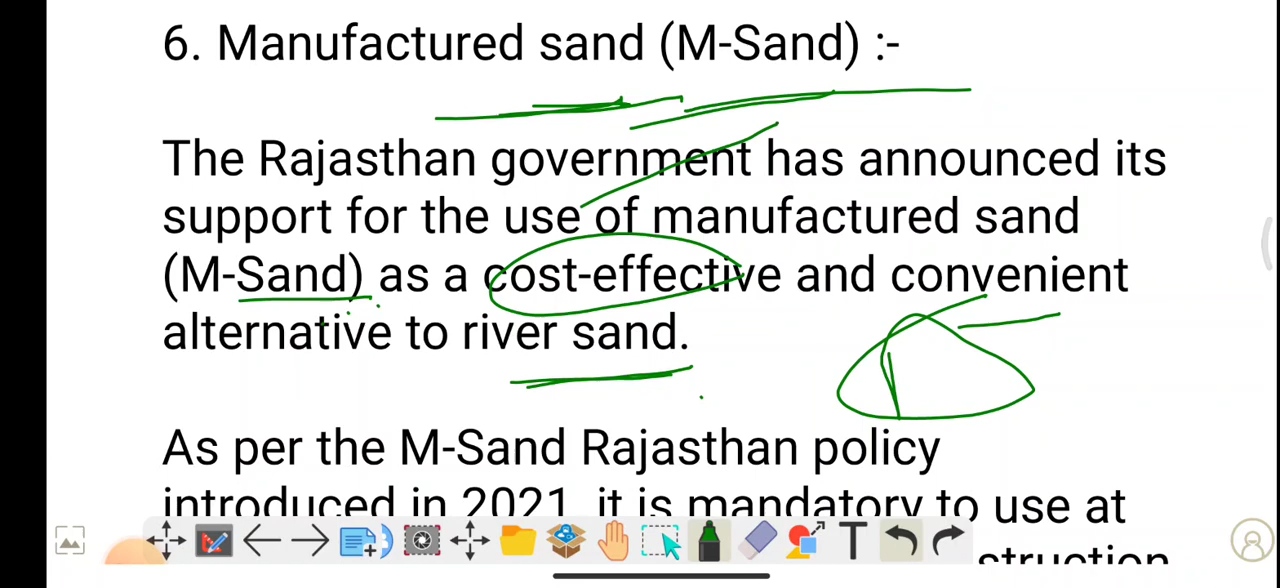 6. Manufactured sand (M-Sand) :-
The Rajasthan government has announced its
support for the use of manufactured sand
(M-Sand) as a cost-effective and convenient
alternative to river sand.
As per the M-Sand Rajasthan policy
introduced in 2021, it is mandatory to use at
struction
T